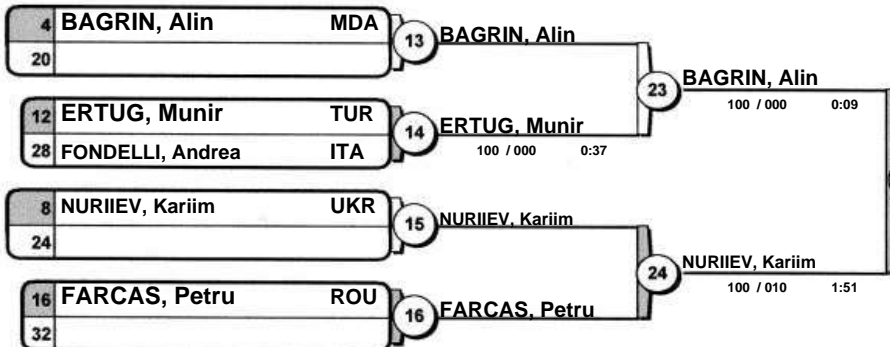 4 BAGRIN, Alin MDA
20
13 BAGRIN, Alin
12 ERTUG, Munir TUR
28 FONDELLI, Andrea ITA
14 ERTUG, Munir
100 / 000 0:37
23 BAGRIN, Alin
100 / 000 0:09
8 NURIIEV, Kariim UKR
24
15 NURIIEV, Kariim
16 FARCAS, Petru ROU
32
16 FARCAS, Petru
24 NURIIEV, Kariim
100 / 010 1:51